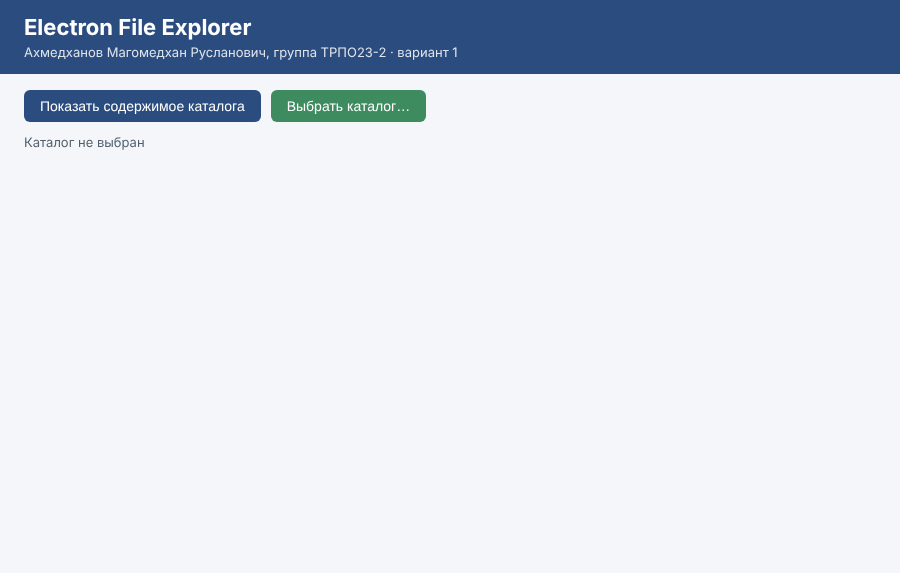 Electron File Explorer
Ахмедханов Магомедхан Русланович, группа ТРПО23-2 · вариант 1
Показать содержимое каталога
Выбрать каталог…
Каталог не выбран